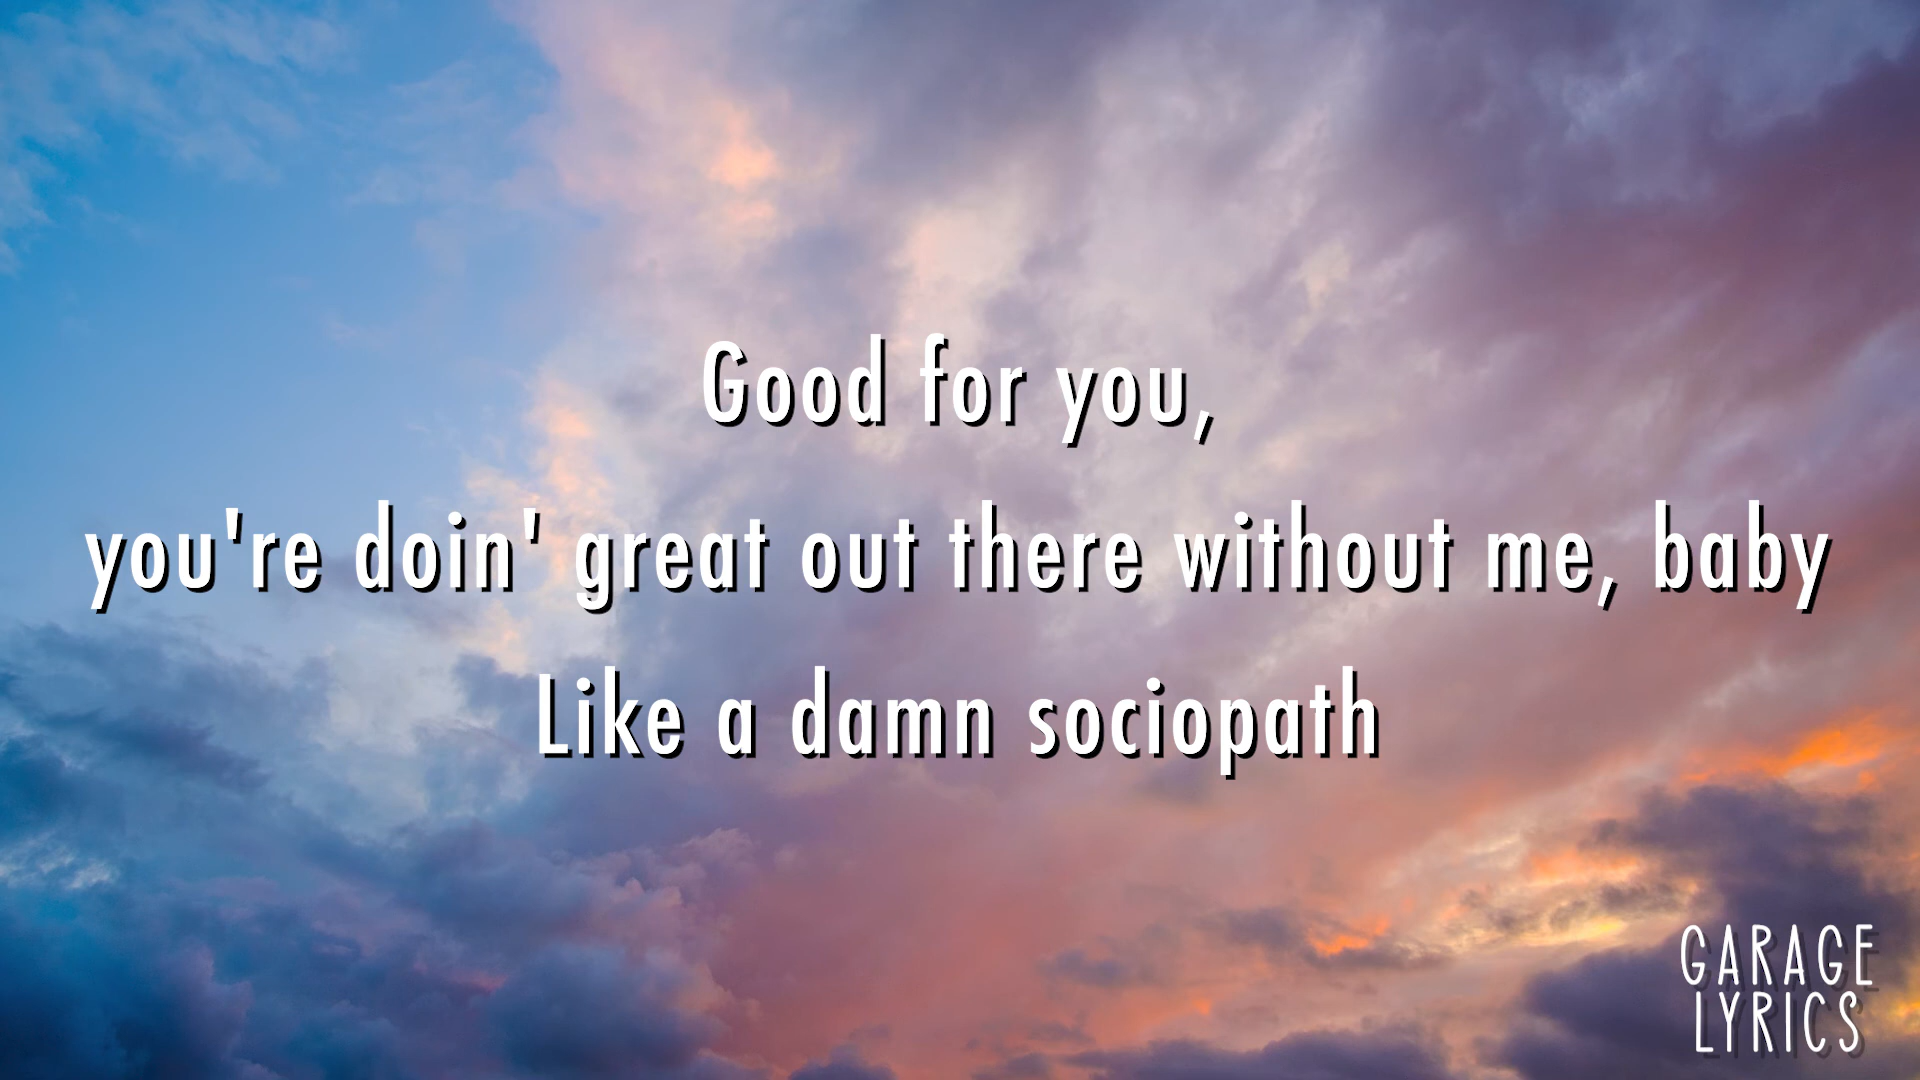 Good for you,
you're doin' great out there without me, baby
Like a damn sociopath
GARAGE
LYRICS